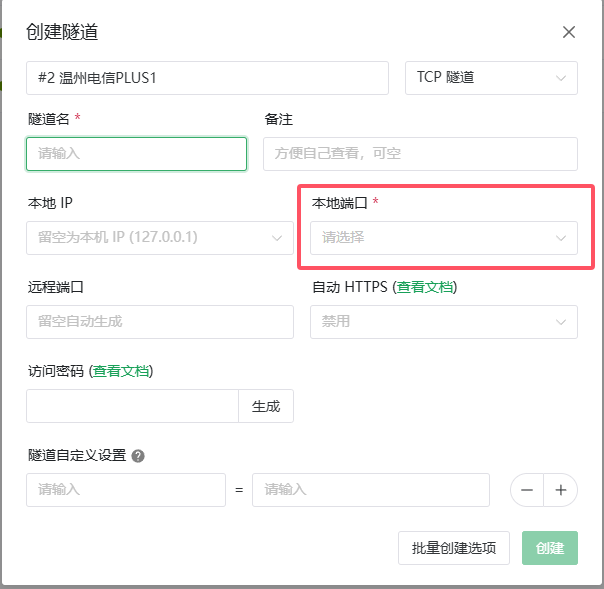 创建隧道
#2 温州电信PLUS1
TCP 隧道
隧道名 *
备注
请输入
方便自己查看，可空
本地 IP
本地端口 *
留空为本机 IP (127.0.0.1)
请选择
远程端口
自动 HTTPS (查看文档)
留空自动生成
禁用
访问密码 (查看文档)
生成
隧道自定义设置 ?
请输入 = 请输入
批量创建选项
创建